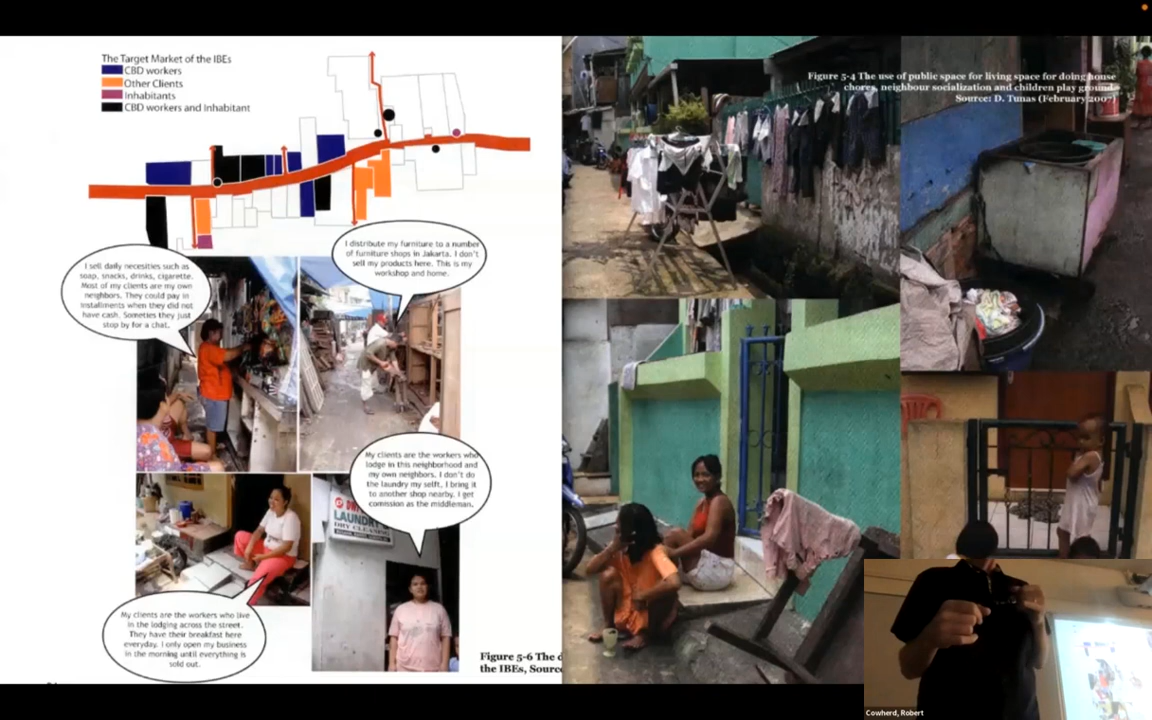 The Target Market of the IBEs
CBD workers
Other Clients
Inhabitants
CBD workers and Inhabitant
I distribute my furniture to a number
of furniture shops in Jakarta. I don't
sell my products here. This is my
workshop and home.
I sell daily necesities such as
soap, snacks, drinks, cigarette.
Most of my clients are my own
neighbors. They could pay in
installments when they did not
have cash. Someties they just
stop by for a chat.
My clients are the workers who
lodge in this neighborhood and
my own neighbors. I don't do
the laundry my selft, I bring it
to another shop nearby. I get
comission as the middleman.
LAUNDRY &
DRY CLEANING
My clients are the workers who live
in the lodging across the street.
They have their breakfast here
everyday. I only open my business
in the morning until everything is
sold out.
Figure 5-6 The d
the IBEs, Sourc
Figure 5-4 The use of public space for living space for doing house
chores, neighbour socialization and children play ground.
Source: D. Tunas (February 2007)
Cowherd, Robert